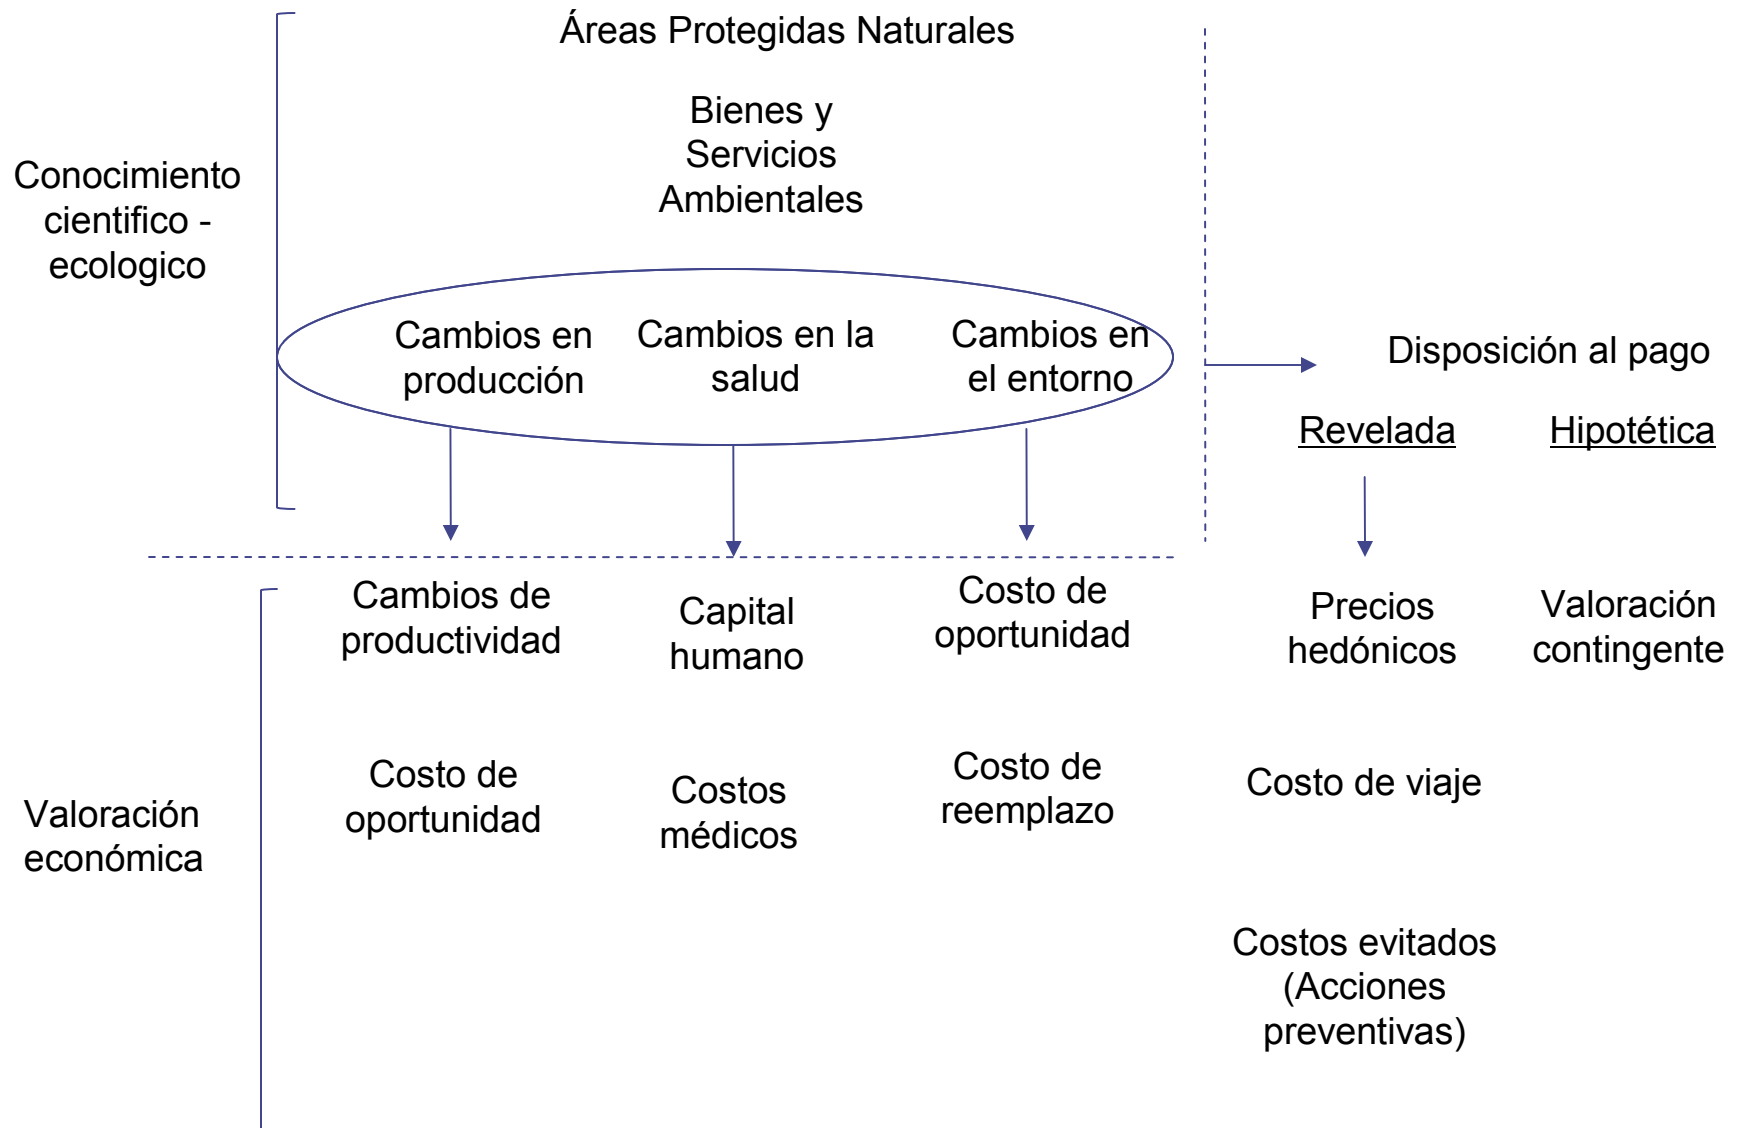 Áreas Protegidas Naturales
Bienes y
Servicios
Ambientales
Conocimiento
cientifico -
ecologico
Cambios en
producción
Cambios en la
salud
Cambios en
el entorno
Disposición al pago
Revelada
Hipotética
Cambios de
productividad
Capital
humano
Costo de
oportunidad
Precios
hedónicos
Valoración
contingente
Valoración
económica
Costo de
oportunidad
Costos
médicos
Costo de
reemplazo
Costo de viaje
Costos evitados
(Acciones
preventivas)